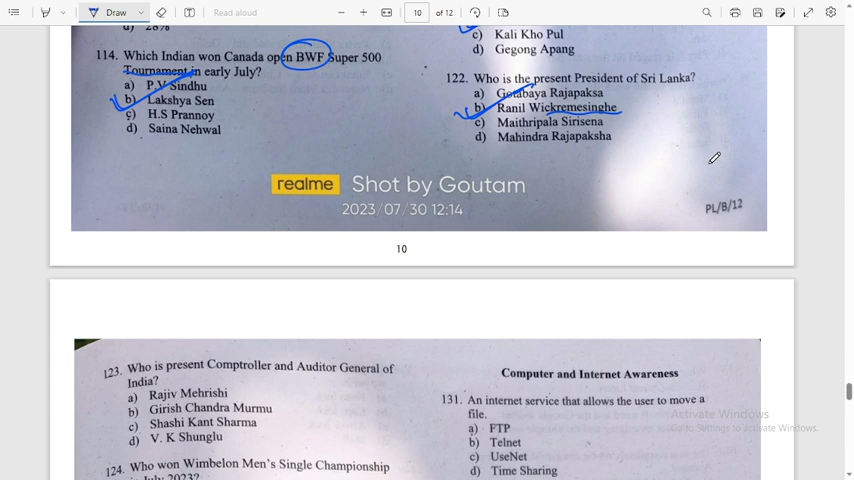 Draw
Read aloud
10
of 12
d) 28%
114. Which Indian won Canada open BWF Super 500
Tournament in early July?
a) P.V Sindhu
b) Lakshya Sen
c) H.S Prannoy
d) Saina Nehwal
c) Kali Kho Pul
d) Gegong Apang
122. Who is the present President of Sri Lanka?
a) Gotabaya Rajapaksa
b) Ranil Wickremesinghe
c) Maithripala Sirisena
d) Mahindra Rajapaksha
realme Shot by Goutam
2023/07/30 12:14
PL/B/12
10
123. Who is present Comptroller and Auditor General of
India?
a) Rajiv Mehrishi
b) Girish Chandra Murmu
c) Shashi Kant Sharma
d) V. K Shunglu
124. Who won Wimbelon Men's Single Championship
in July 2023?
Computer and Internet Awareness
131. An internet service that allows the user to move a
file.
a) FTP
b) Telnet
c) UseNet
d) Time Sharing
Activate Windows
Go to Settings to activate Windows.